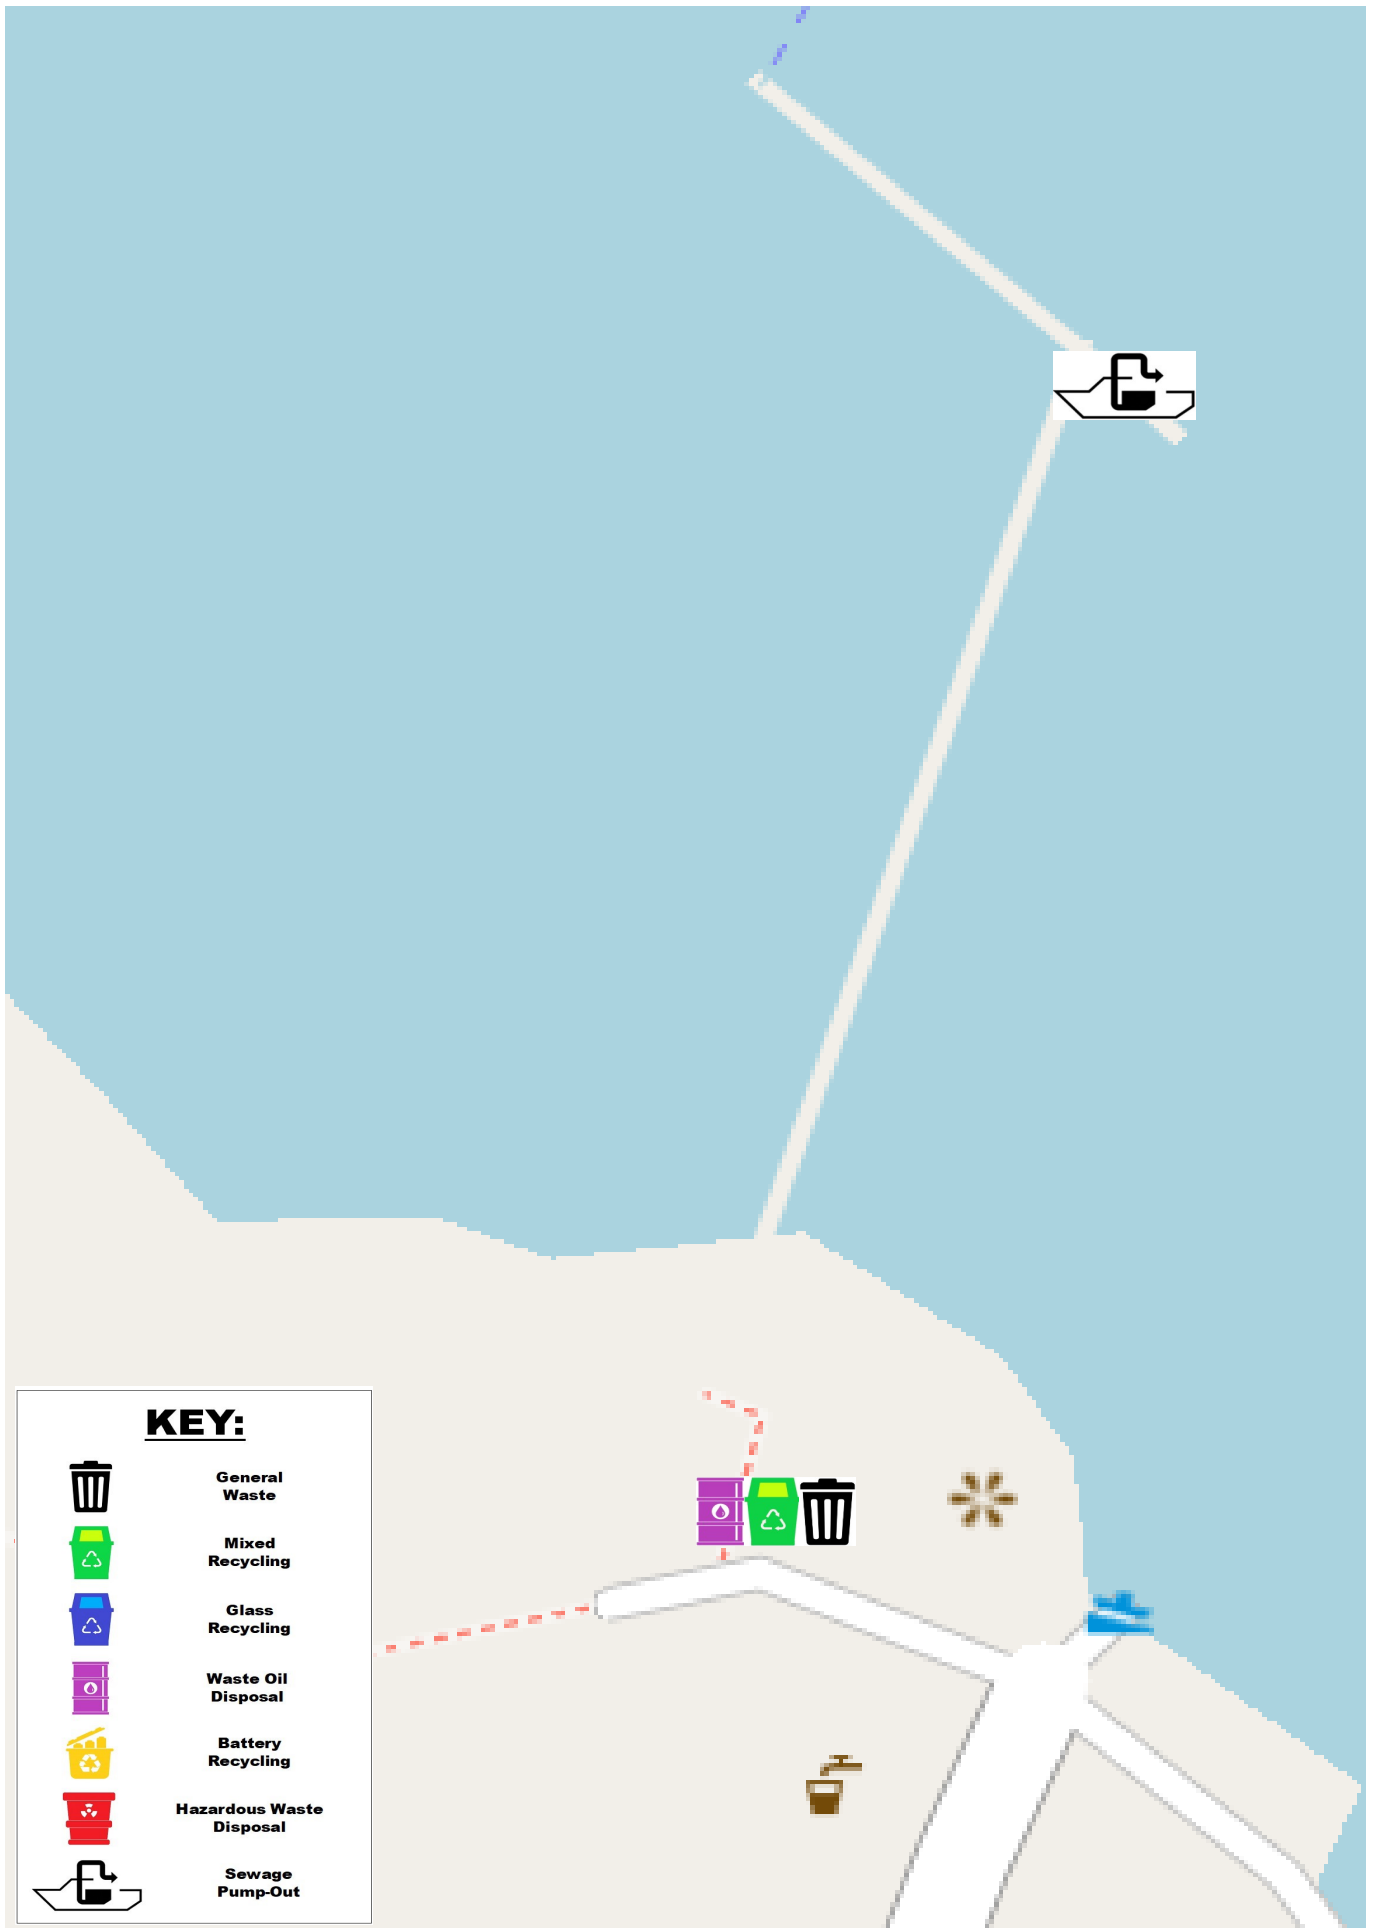 KEY:
General
Waste
Mixed
Recycling
Glass
Recycling
Waste Oil
Disposal
Battery
Recycling
Hazardous Waste
Disposal
Sewage
Pump-Out